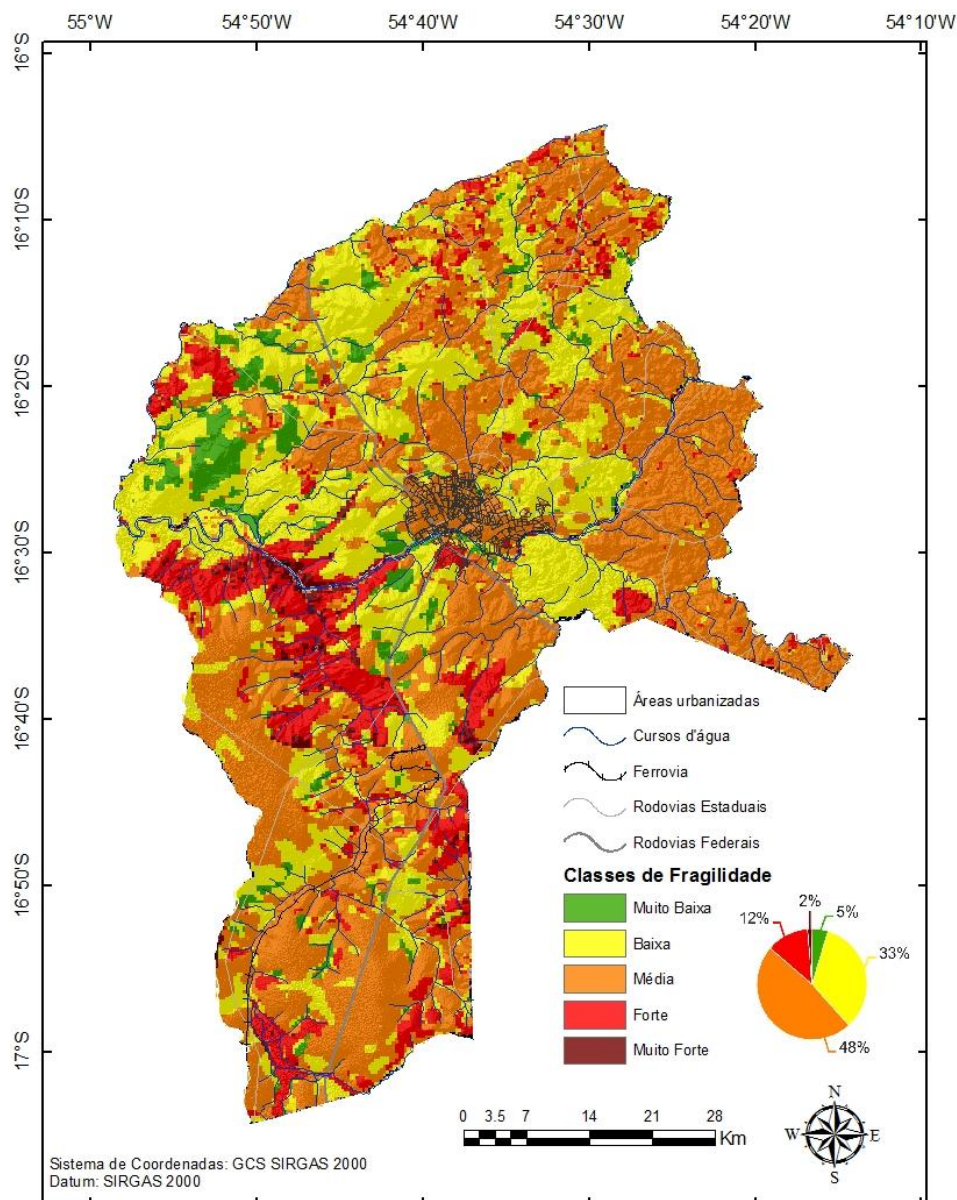 55°W 54°50'W 54°40'W 54°30'W 54°20'W 54°10'W
16°S
16°10'S
16°20'S
16°30'S
16°40'S
16°50'S
17°S
Áreas urbanizadas
Cursos d'água
Ferrovia
Rodovias Estaduais
Rodovias Federais
Classes de Fragilidade
Muito Baixa
Baixa
Média
Forte
Muito Forte
2%
12%
5%
33%
48%
0 3.5 7 14 21 28
Km
N
W
E
S
Sistema de Coordenadas: GCS SIRGAS 2000
Datum: SIRGAS 2000